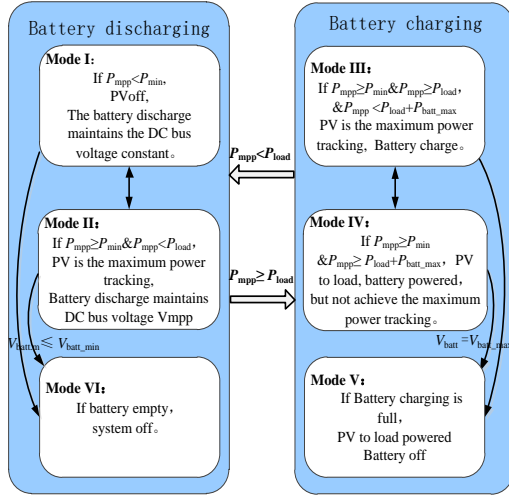 Battery discharging
Mode I:
If Pmpp<Pmin,
PVoff,
The battery discharge
maintains the DC bus
voltage constant。
Mode II:
If Pmpp≥Pmin&Pmpp<Pload,
PV is the maximum power
tracking,
Battery discharge maintains
DC bus voltage Vmpp
Vbatt.m≤ Vbatt_min
Mode VI:
If battery empty,
system off。
Pmpp<Pload
Pmpp≥ Pload
Battery charging
Mode III:
If Pmpp≥Pmin&Pmpp≥Pload,
&Pmpp <Pload+Pbatt_max
PV is the maximum power
tracking, Battery charge。
Mode IV:
If Pmpp≥Pmin
&Pmpp≥ Pload+Pbatt_max, PV
to load, battery powered,
but not achieve the maximum
power tracking。
Vbatt =Vbatt_max
Mode V:
If Battery charging is
full,
PV to load powered
Battery off